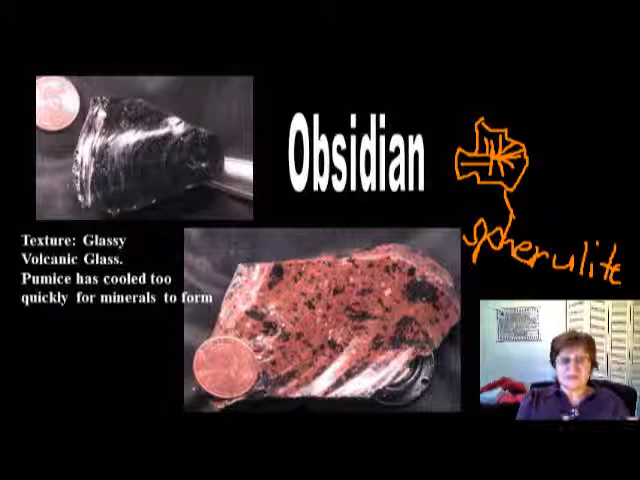 Obsidian
spherulite
Texture: Glassy
Volcanic Glass.
Pumice has cooled too
quickly for minerals to form